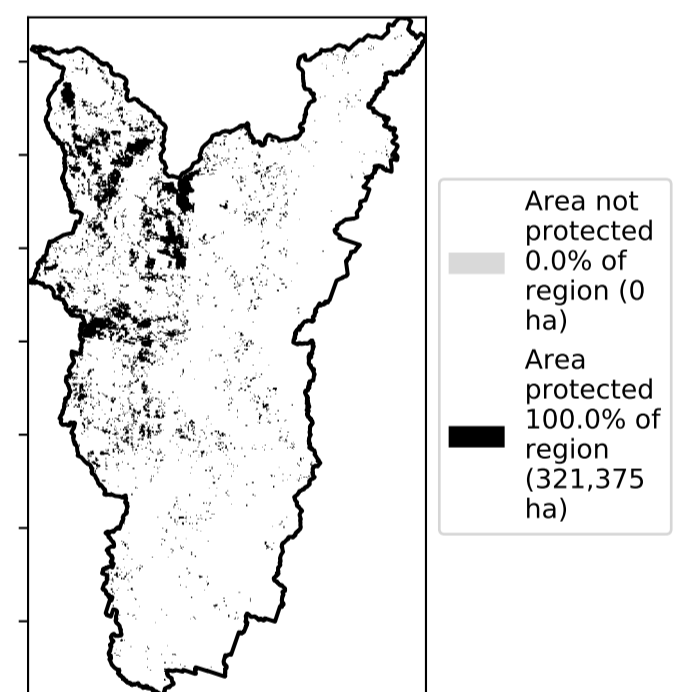 Area not
protected
0.0% of
region (0
ha)
Area
protected
100.0% of
region
(321,375
ha)